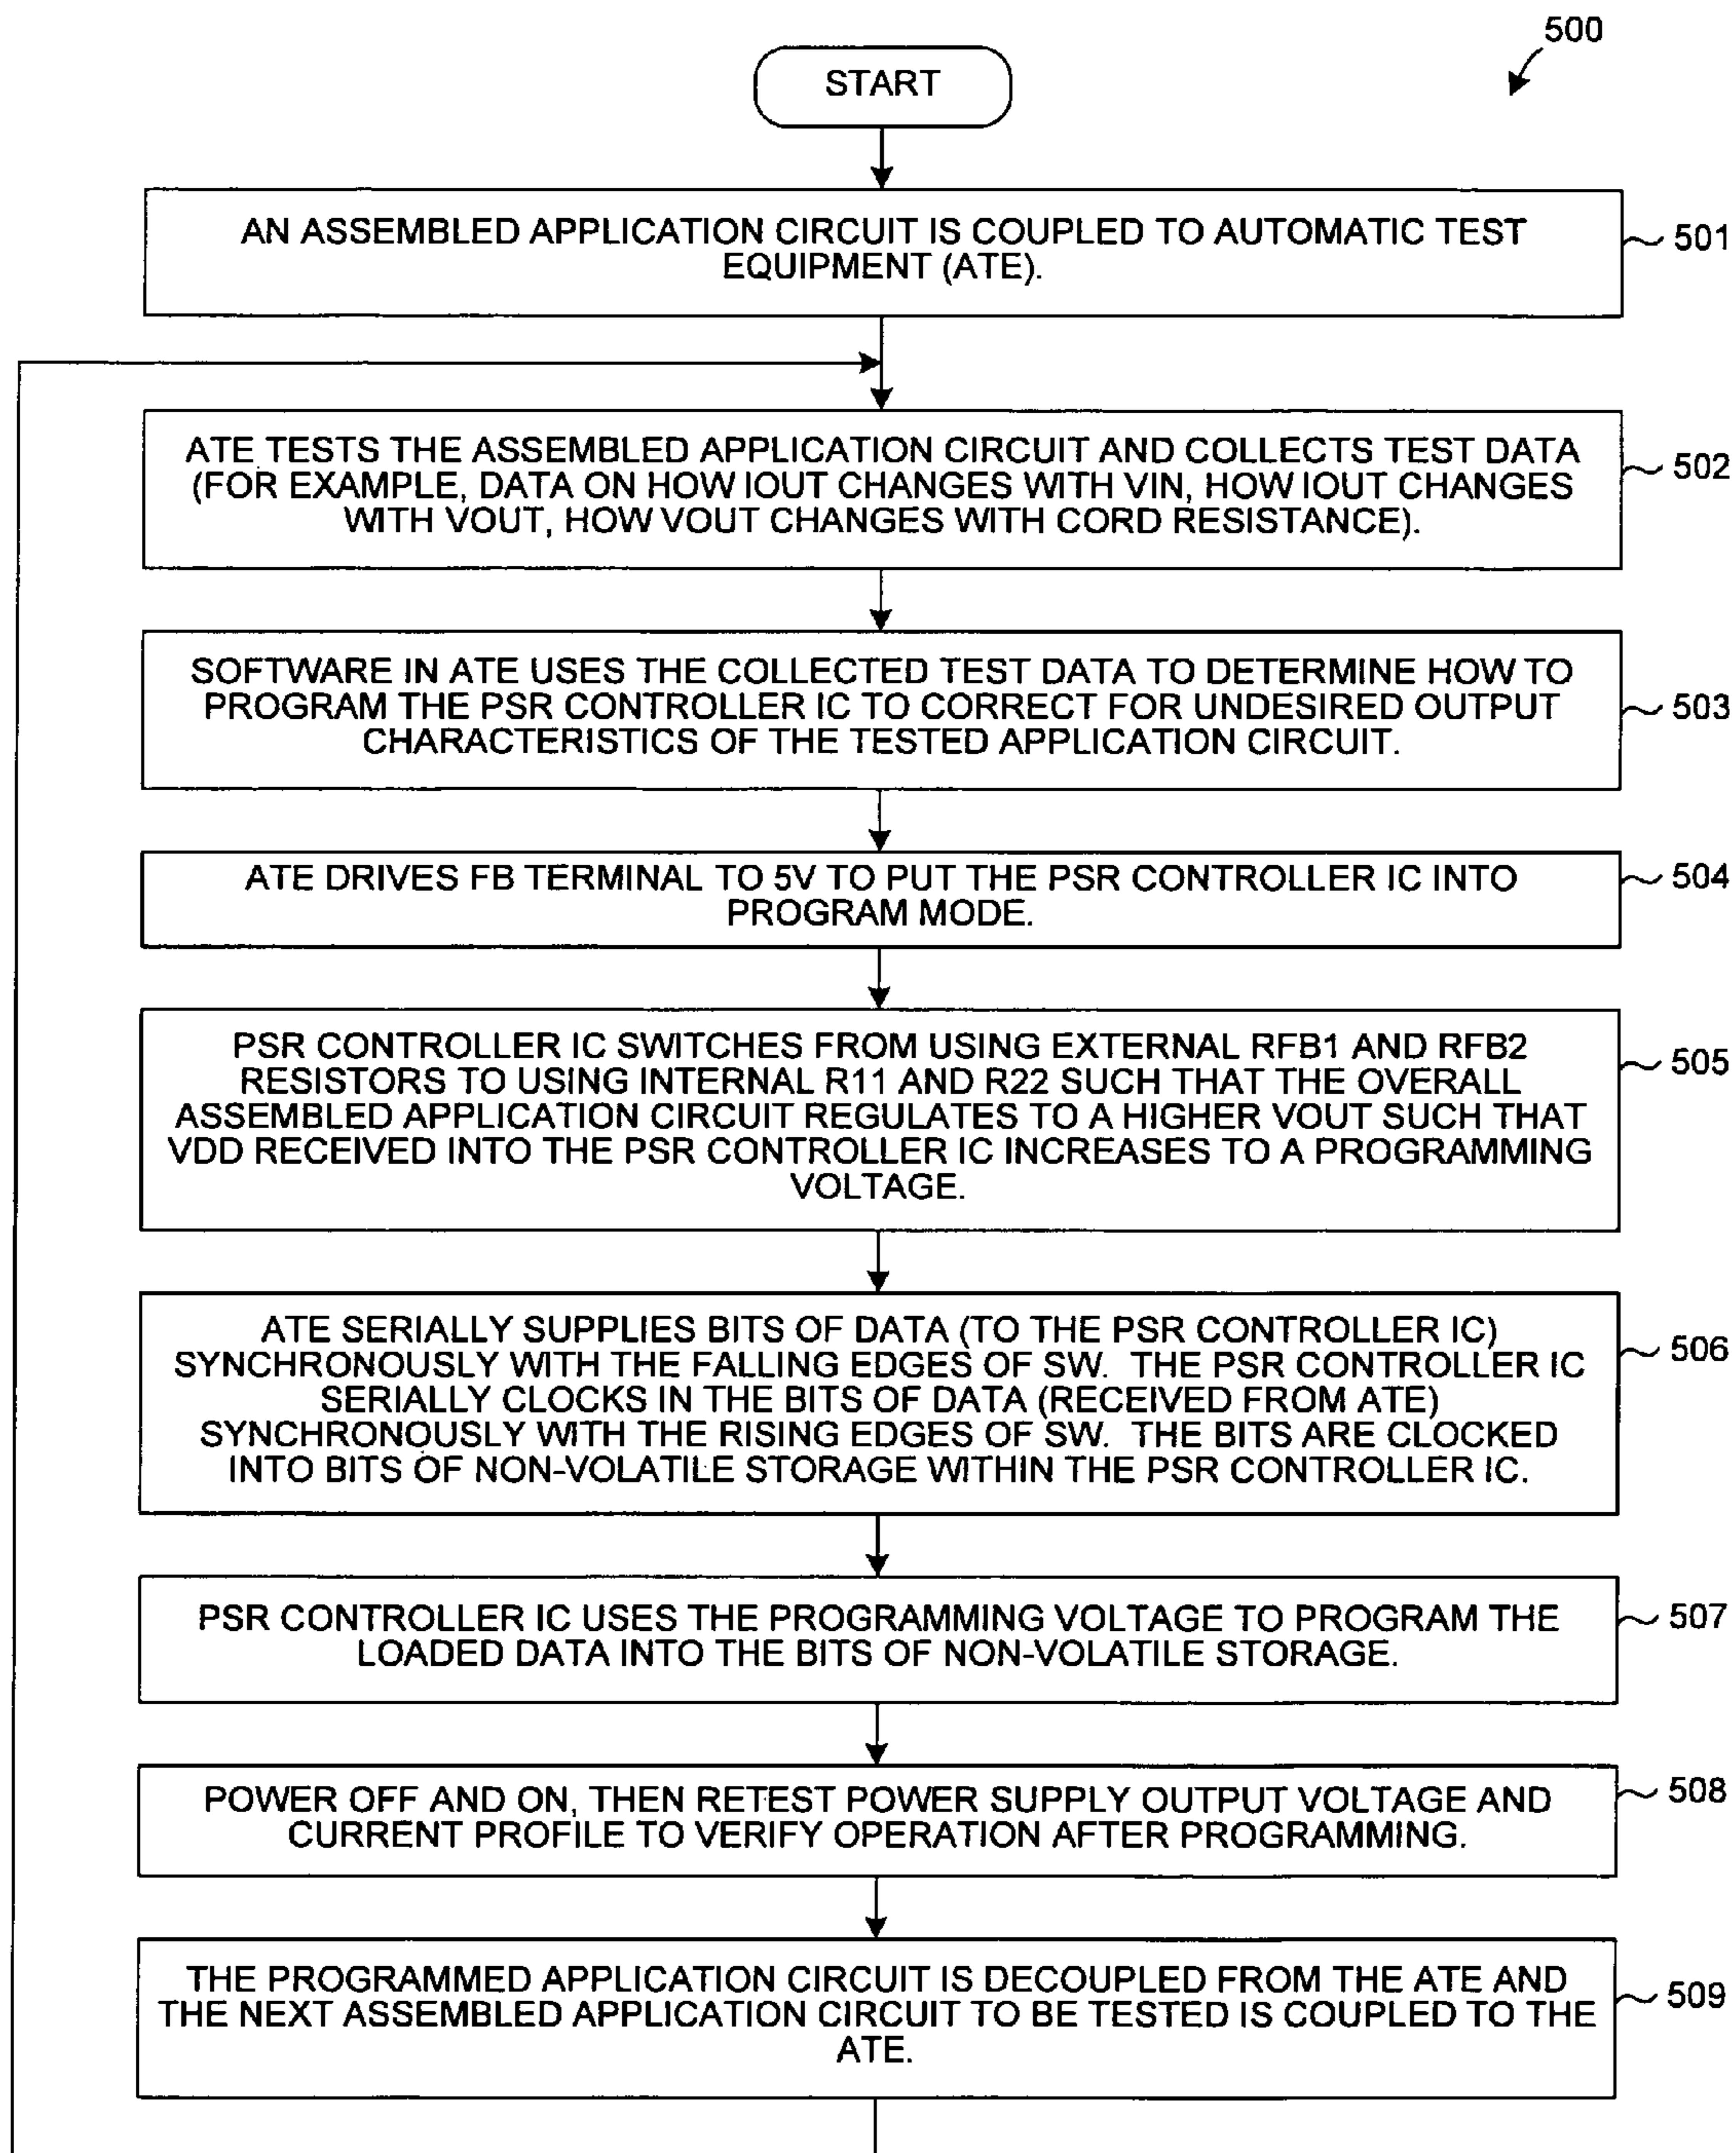 500
START
AN ASSEMBLED APPLICATION CIRCUIT IS COUPLED TO AUTOMATIC TEST
EQUIPMENT (ATE).
501
ATE TESTS THE ASSEMBLED APPLICATION CIRCUIT AND COLLECTS TEST DATA
(FOR EXAMPLE, DATA ON HOW IOUT CHANGES WITH VIN, HOW IOUT CHANGES
WITH VOUT, HOW VOUT CHANGES WITH CORD RESISTANCE).
502
SOFTWARE IN ATE USES THE COLLECTED TEST DATA TO DETERMINE HOW TO
PROGRAM THE PSR CONTROLLER IC TO CORRECT FOR UNDESIRED OUTPUT
CHARACTERISTICS OF THE TESTED APPLICATION CIRCUIT.
503
ATE DRIVES FB TERMINAL TO 5V TO PUT THE PSR CONTROLLER IC INTO
PROGRAM MODE.
504
PSR CONTROLLER IC SWITCHES FROM USING EXTERNAL RFB1 AND RFB2
RESISTORS TO USING INTERNAL R11 AND R22 SUCH THAT THE OVERALL
ASSEMBLED APPLICATION CIRCUIT REGULATES TO A HIGHER VOUT SUCH THAT
VDD RECEIVED INTO THE PSR CONTROLLER IC INCREASES TO A PROGRAMMING
VOLTAGE.
505
ATE SERIALLY SUPPLIES BITS OF DATA (TO THE PSR CONTROLLER IC)
SYNCHRONOUSLY WITH THE FALLING EDGES OF SW. THE PSR CONTROLLER IC
SERIALLY CLOCKS IN THE BITS OF DATA (RECEIVED FROM ATE)
SYNCHRONOUSLY WITH THE RISING EDGES OF SW. THE BITS ARE CLOCKED
INTO BITS OF NON-VOLATILE STORAGE WITHIN THE PSR CONTROLLER IC.
506
PSR CONTROLLER IC USES THE PROGRAMMING VOLTAGE TO PROGRAM THE
LOADED DATA INTO THE BITS OF NON-VOLATILE STORAGE.
507
POWER OFF AND ON, THEN RETEST POWER SUPPLY OUTPUT VOLTAGE AND
CURRENT PROFILE TO VERIFY OPERATION AFTER PROGRAMMING.
508
THE PROGRAMMED APPLICATION CIRCUIT IS DECOUPLED FROM THE ATE AND
THE NEXT ASSEMBLED APPLICATION CIRCUIT TO BE TESTED IS COUPLED TO THE
ATE.
509